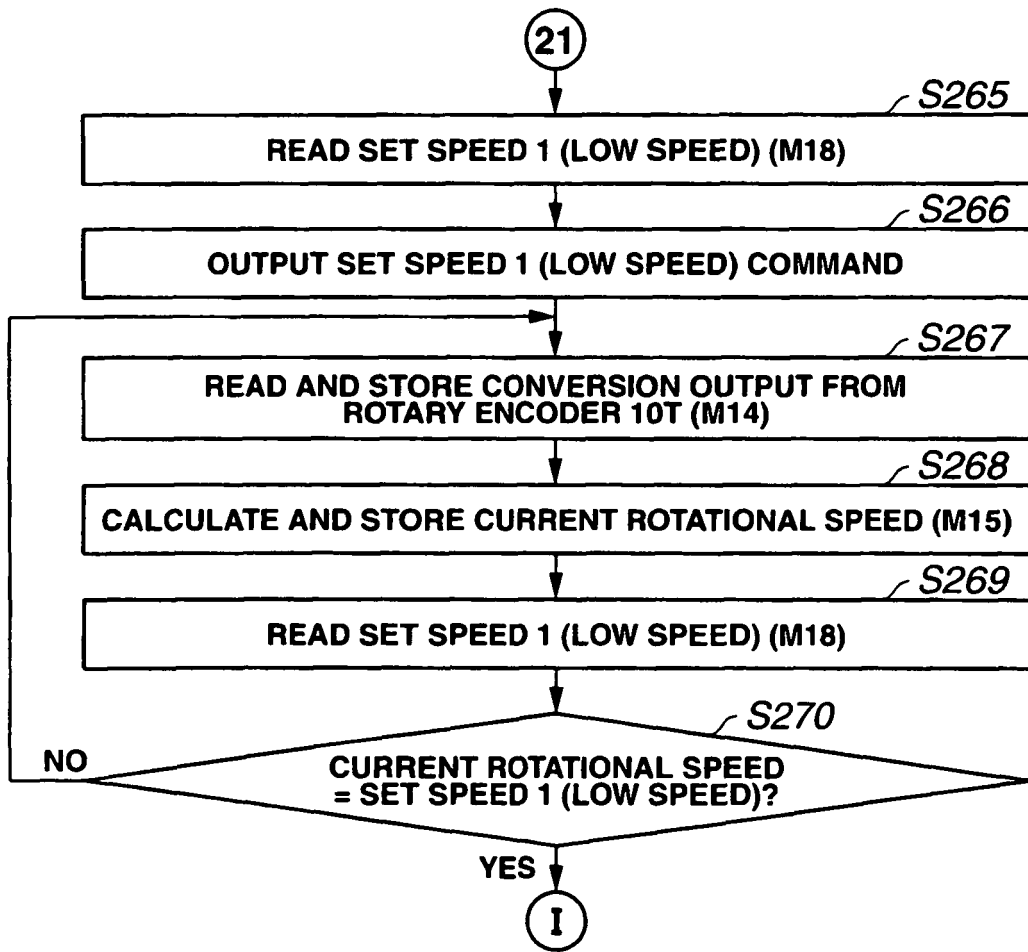 21
S265
READ SET SPEED 1 (LOW SPEED) (M18)
S266
OUTPUT SET SPEED 1 (LOW SPEED) COMMAND
S267
READ AND STORE CONVERSION OUTPUT FROM
ROTARY ENCODER 10T (M14)
S268
CALCULATE AND STORE CURRENT ROTATIONAL SPEED (M15)
S269
READ SET SPEED 1 (LOW SPEED) (M18)
S270
NO
CURRENT ROTATIONAL SPEED
= SET SPEED 1 (LOW SPEED)?
YES
I